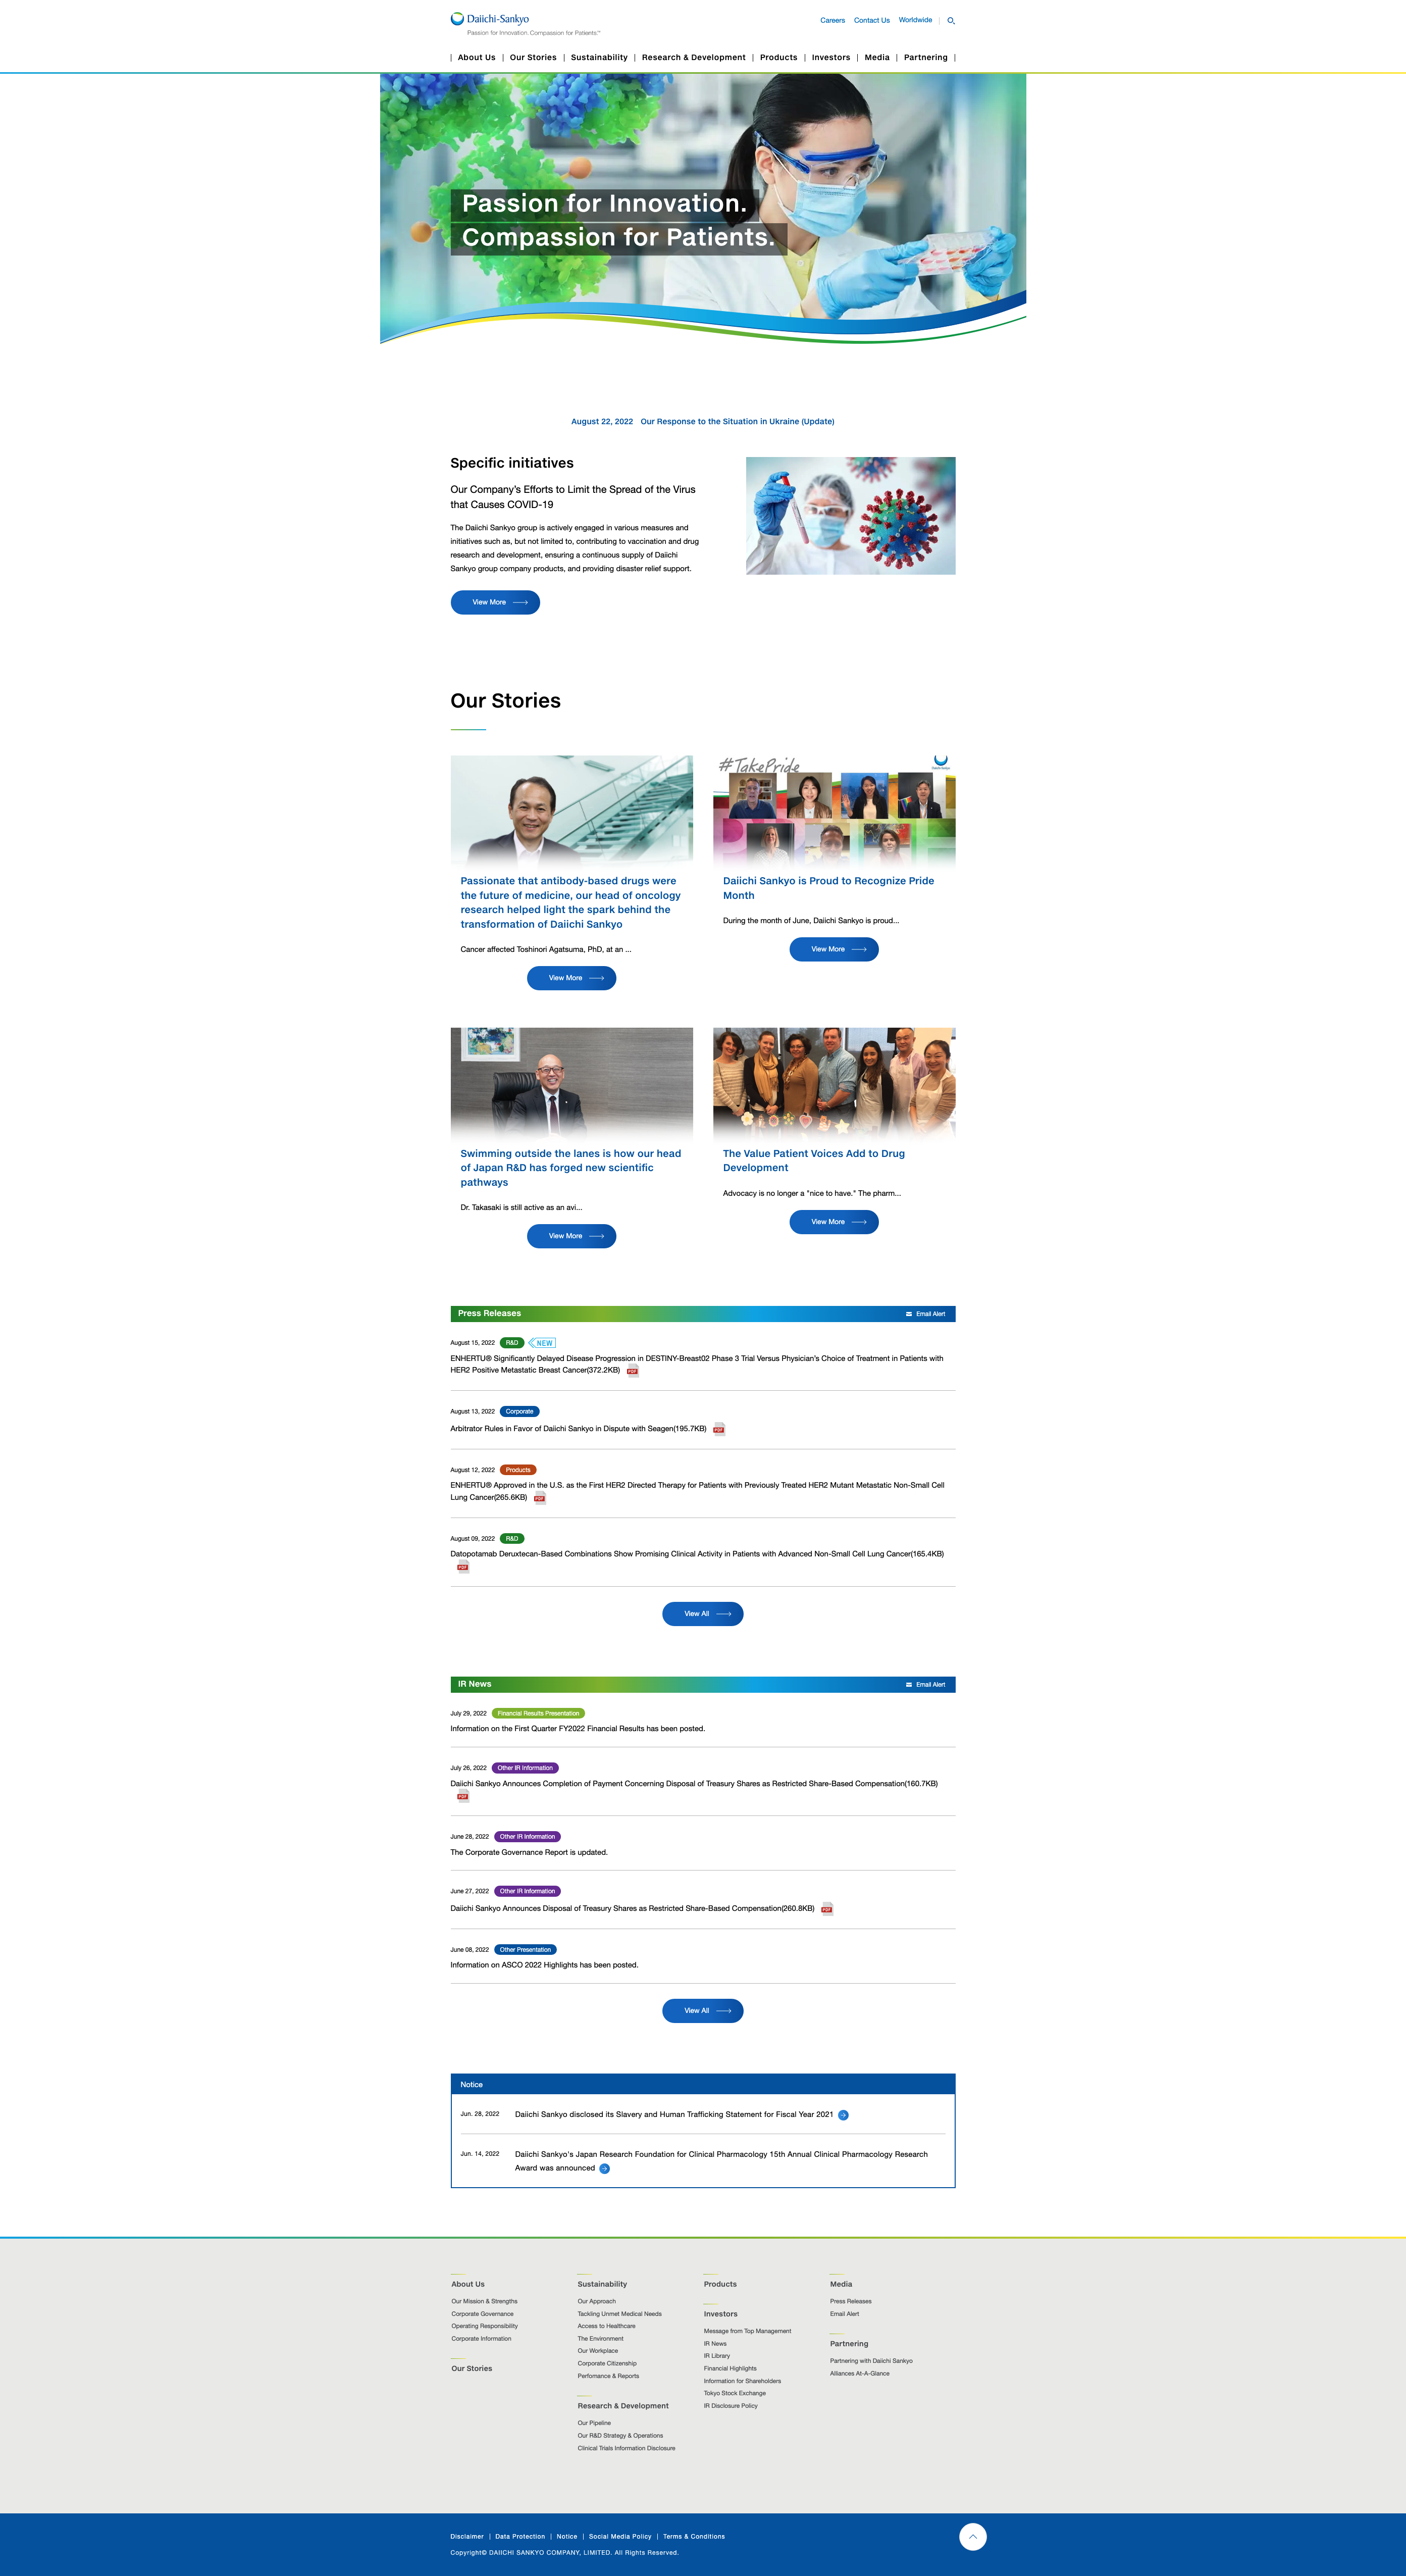 Daiichi-Sankyo
Passion for Innovation. Compassion for Patients.™
Careers
Contact Us
Worldwide
About Us
Our Stories
Sustainability
Research & Development
Products
Investors
Media
Partnering
Passion for Innovation.
Compassion for Patients.
August 22, 2022 Our Response to the Situation in Ukraine (Update)
Specific initiatives
Our Company's Efforts to Limit the Spread of the Virus
that Causes COVID-19
The Daiichi Sankyo group is actively engaged in various measures and
initiatives such as, but not limited to, contributing to vaccination and drug
research and development, ensuring a continuous supply of Daiichi
Sankyo group company products, and providing disaster relief support.
View More
Our Stories
Passionate that antibody-based drugs were
the future of medicine, our head of oncology
research helped light the spark behind the
transformation of Daiichi Sankyo
Cancer affected Toshinori Agatsuma, PhD, at an ...
View More
#TakePride
Daiichi Sankyo is Proud to Recognize Pride
Month
During the month of June, Daiichi Sankyo is proud...
View More
Swimming outside the lanes is how our head
of Japan R&D has forged new scientific
pathways
Dr. Takasaki is still active as an avi...
View More
The Value Patient Voices Add to Drug
Development
Advocacy is no longer a "nice to have." The pharm...
View More
Press Releases
Email Alert
August 15, 2022 R&D NEW
ENHERTU® Significantly Delayed Disease Progression in DESTINY-Breast02 Phase 3 Trial Versus Physician's Choice of Treatment in Patients with
HER2 Positive Metastatic Breast Cancer(372.2KB) PDF
August 13, 2022 Corporate
Arbitrator Rules in Favor of Daiichi Sankyo in Dispute with Seagen(195.7KB) PDF
August 12, 2022 Products
ENHERTU® Approved in the U.S. as the First HER2 Directed Therapy for Patients with Previously Treated HER2 Mutant Metastatic Non-Small Cell
Lung Cancer(265.6KB) PDF
August 09, 2022 R&D
Datopotamab Deruxtecan-Based Combinations Show Promising Clinical Activity in Patients with Advanced Non-Small Cell Lung Cancer(165.4KB)
PDF
View All
IR News
Email Alert
July 29, 2022 Financial Results Presentation
Information on the First Quarter FY2022 Financial Results has been posted.
July 26, 2022 Other IR Information
Daiichi Sankyo Announces Completion of Payment Concerning Disposal of Treasury Shares as Restricted Share-Based Compensation(160.7KB)
PDF
June 28, 2022 Other IR Information
The Corporate Governance Report is updated.
June 27, 2022 Other IR Information
Daiichi Sankyo Announces Disposal of Treasury Shares as Restricted Share-Based Compensation(260.8KB) PDF
June 08, 2022 Other Presentation
Information on ASCO 2022 Highlights has been posted.
View All
Notice
Jun. 28, 2022 Daiichi Sankyo disclosed its Slavery and Human Trafficking Statement for Fiscal Year 2021
Jun. 14, 2022 Daiichi Sankyo's Japan Research Foundation for Clinical Pharmacology 15th Annual Clinical Pharmacology Research
Award was announced
About Us
Our Mission & Strengths
Corporate Governance
Operating Responsibility
Corporate Information
Our Stories
Sustainability
Our Approach
Tackling Unmet Medical Needs
Access to Healthcare
The Environment
Our Workplace
Corporate Citizenship
Perfomance & Reports
Research & Development
Our Pipeline
Our R&D Strategy & Operations
Clinical Trials Information Disclosure
Products
Investors
Message from Top Management
IR News
IR Library
Financial Highlights
Information for Shareholders
Tokyo Stock Exchange
IR Disclosure Policy
Media
Press Releases
Email Alert
Partnering
Partnering with Daiichi Sankyo
Alliances At-A-Glance
Disclaimer | Data Protection | Notice | Social Media Policy | Terms & Conditions
Copyright© DAIICHI SANKYO COMPANY, LIMITED. All Rights Reserved.